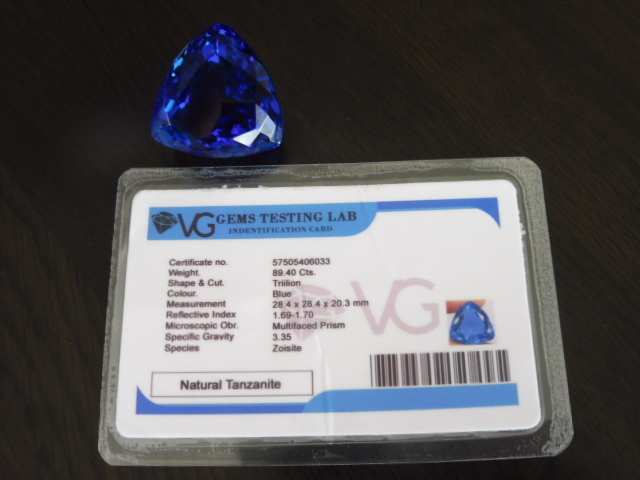 VG GEMS TESTING LAB
INDENTIFICATION CARD
Certificate no. 57505406033
Weight. 89.40 Cts.
Shape & Cut. Triilion
Colour. Blue
Measurement 28.4 x 28.4 x 20.3 mm
Reflective Index 1.69-1.70
Microscopic Obr. Multifaced Prism
Specific Gravity 3.35
Species Zoisite
VG
Natural Tanzanite